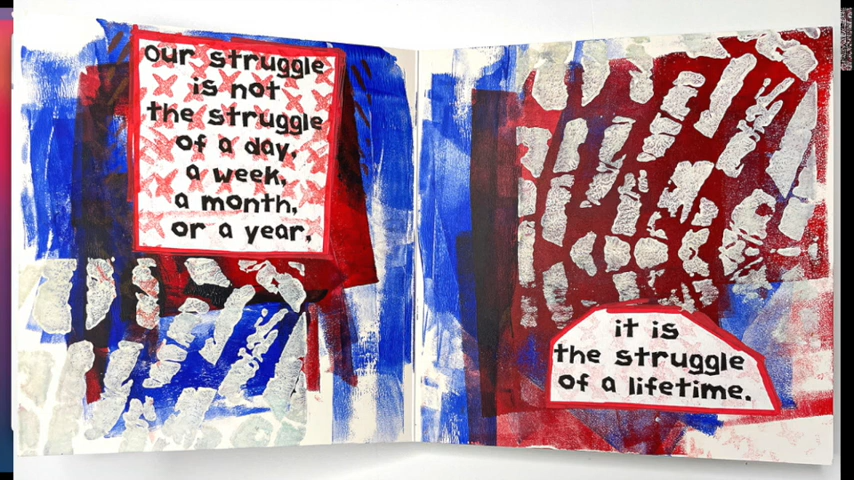 our struggle
is not
the struggle
of a day,
a week,
a month,
or a year,
it is
the struggle
of a lifetime.